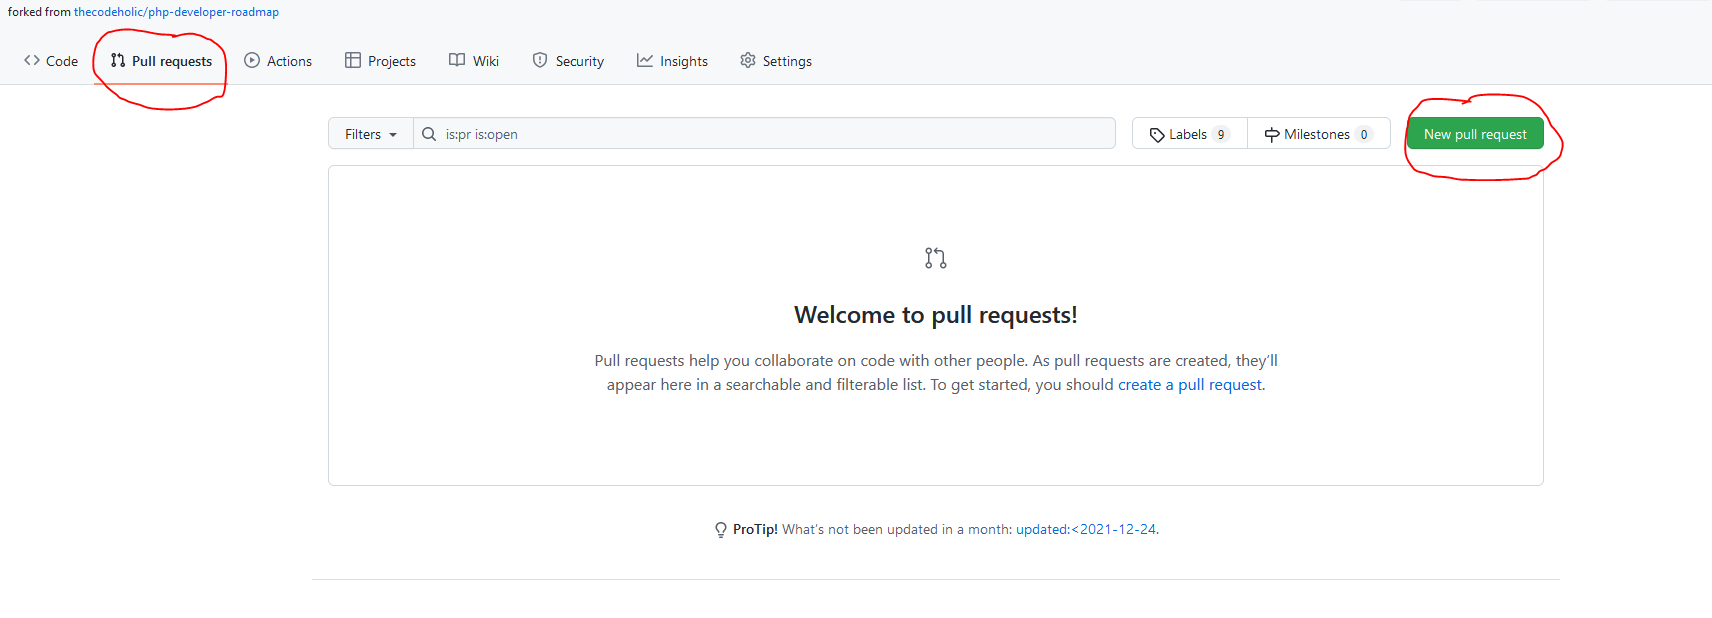 forked from thecodeholic/php-developer-roadmap
Code Pull requests Actions Projects Wiki Security Insights Settings
Filters is:pr is:open Labels 9 Milestones 0 New pull request
Welcome to pull requests!
Pull requests help you collaborate on code with other people. As pull requests are created, they’ll
appear here in a searchable and filterable list. To get started, you should create a pull request.
ProTip! What’s not been updated in a month: updated:<2021-12-24.